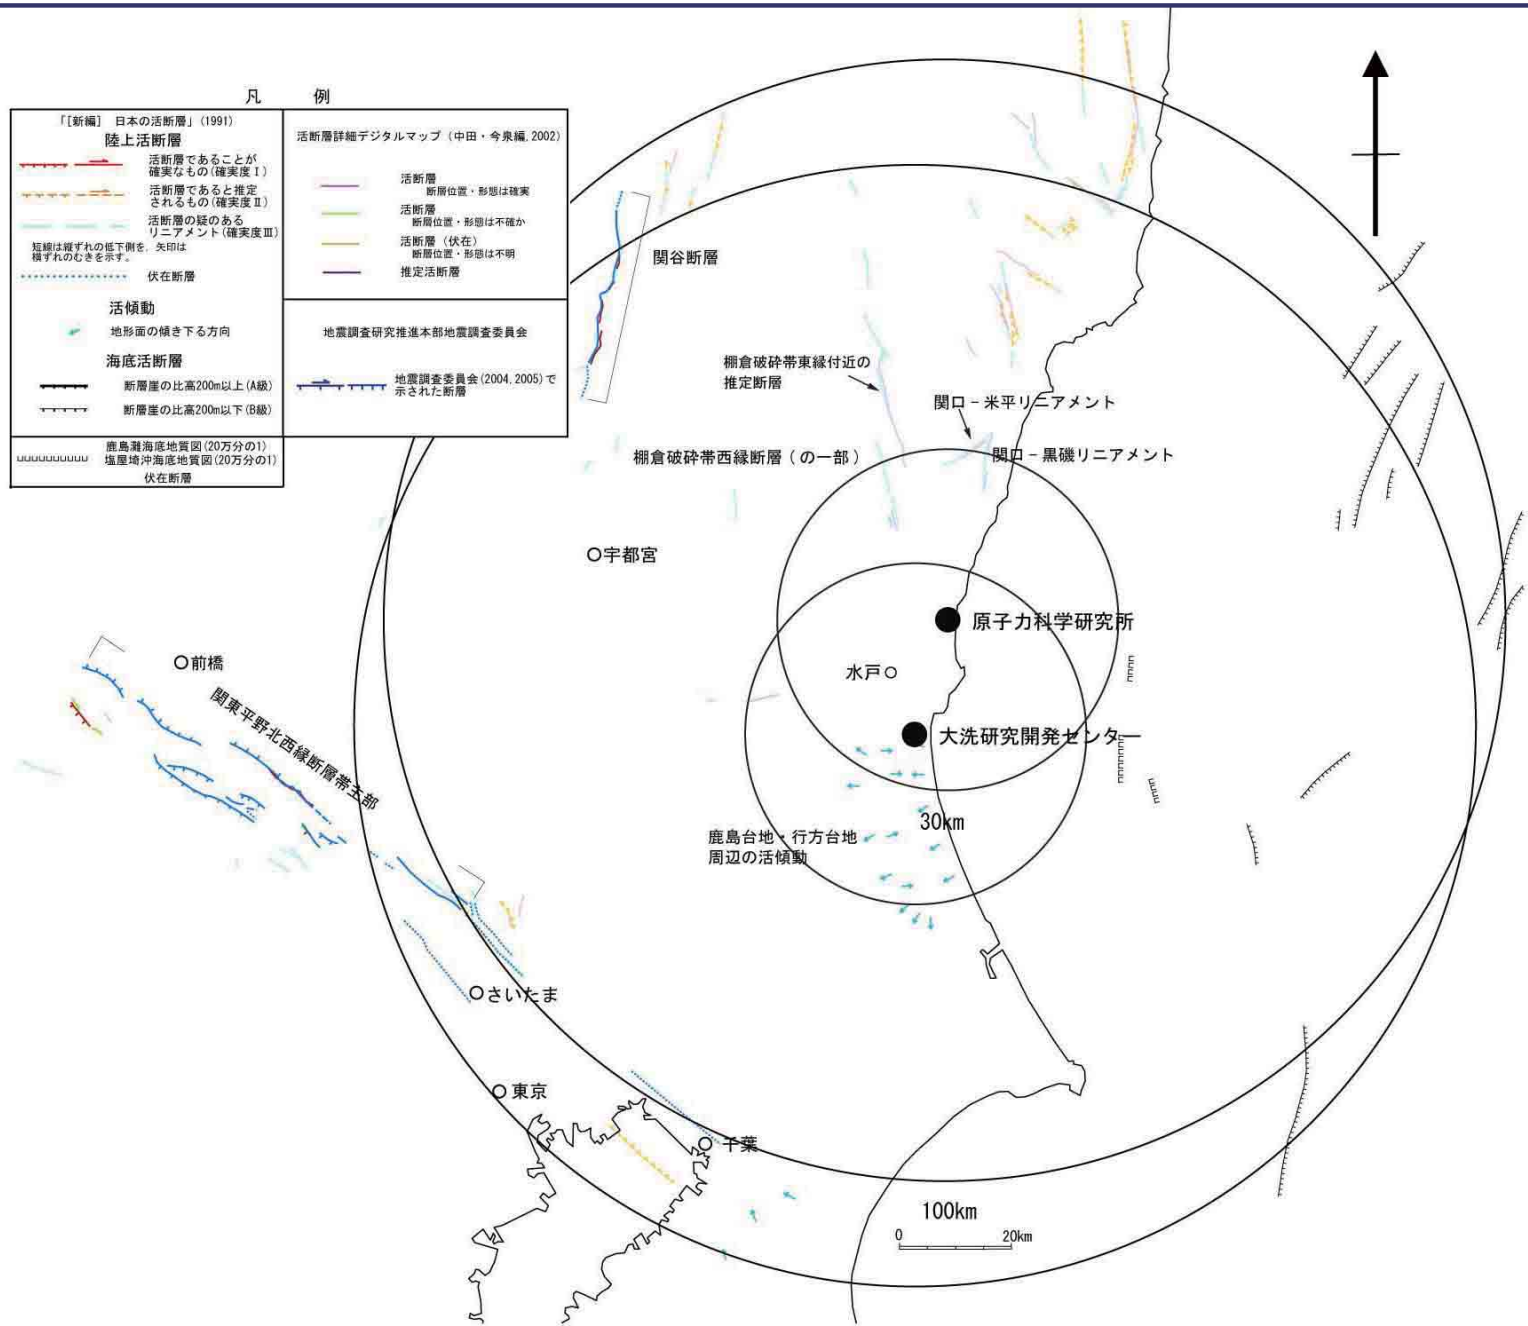 凡 例
「[新編] 日本の活断層」(1991)
陸上活断層
活断層であることが
確実なもの(確実度Ⅰ)
活断層であると推定
されるもの(確実度Ⅱ)
活断層の疑のある
リニアメント(確実度Ⅲ)
短線は縦ずれの低下側を、矢印は
横ずれのむきを示す。
伏在断層
活傾動
地形面の傾き下る方向
海底活断層
断層崖の比高200m以上(A級)
断層崖の比高200m以下(B級)
鹿島灘海底地質図(20万分の1)
塩屋埼沖海底地質図(20万分の1)
伏在断層
活断層詳細デジタルマップ(中田・今泉編,2002)
活断層
断層位置・形態は確実
活断層
断層位置・形態は不確か
活断層(伏在)
断層位置・形態は不明
推定活断層
地震調査研究推進本部地震調査委員会
地震調査委員会(2004,2005)で
示された断層
関谷断層
棚倉破砕帯東縁付近の
推定断層
関口-米平リニアメント
棚倉破砕帯西縁断層(の一部)
関口-黒磯リニアメント
宇都宮
原子力科学研究所
前橋
水戸
関東平野北西縁断層帯主部
大洗研究開発センター
30km
鹿島台地・行方台地
周辺の活傾動
さいたま
東京
千葉
100km
0 20km